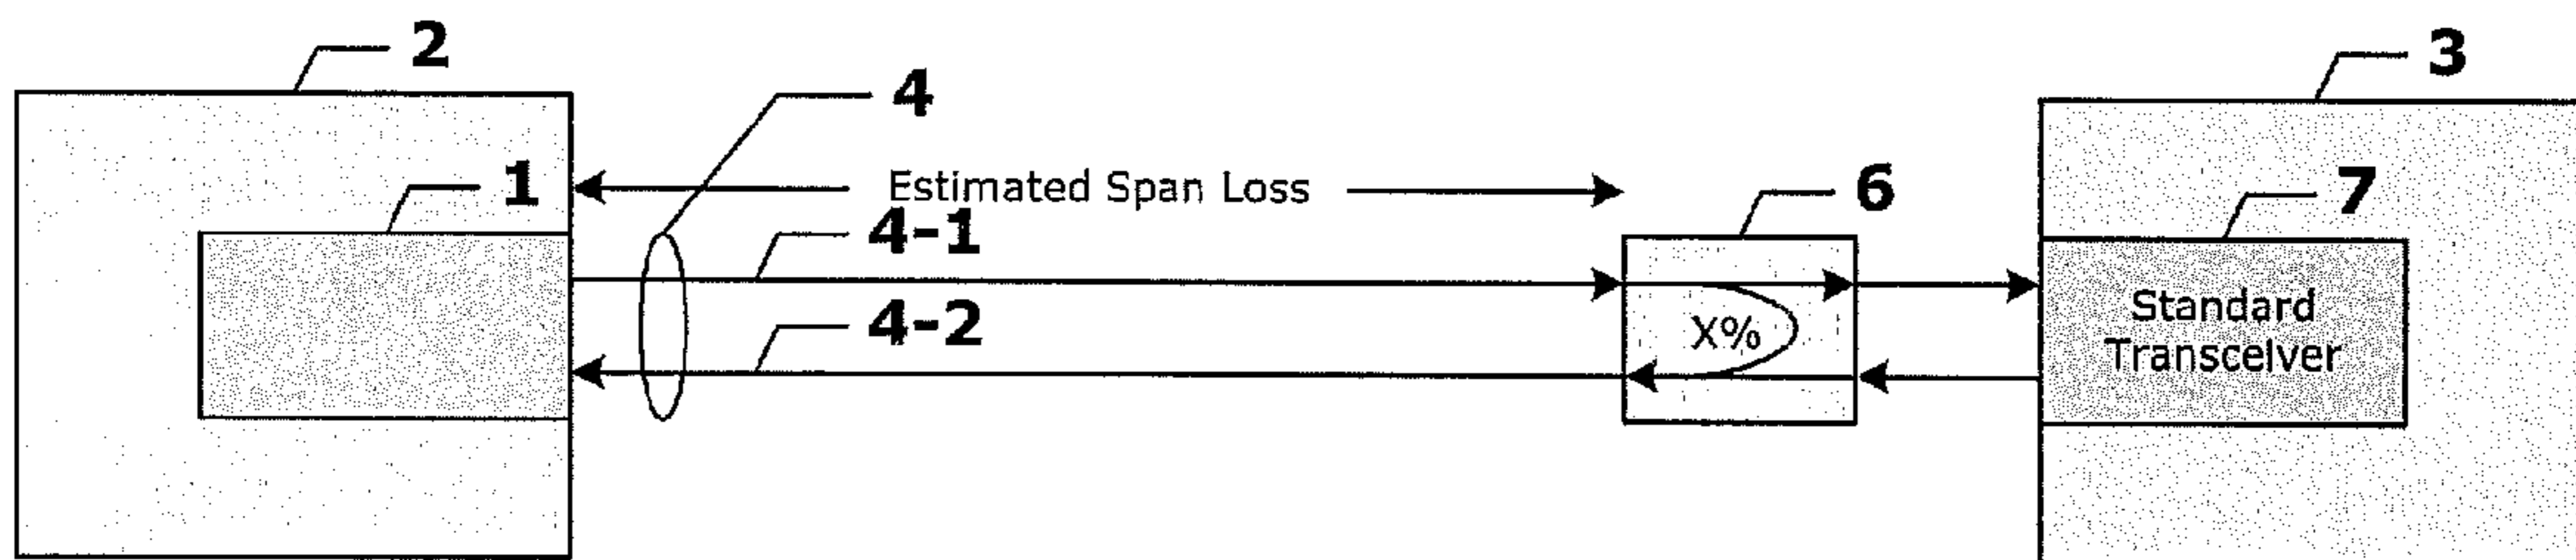 2
3
4
1
Estimated Span Loss
6
7
4-1
4-2
X%
Standard
Transceiver